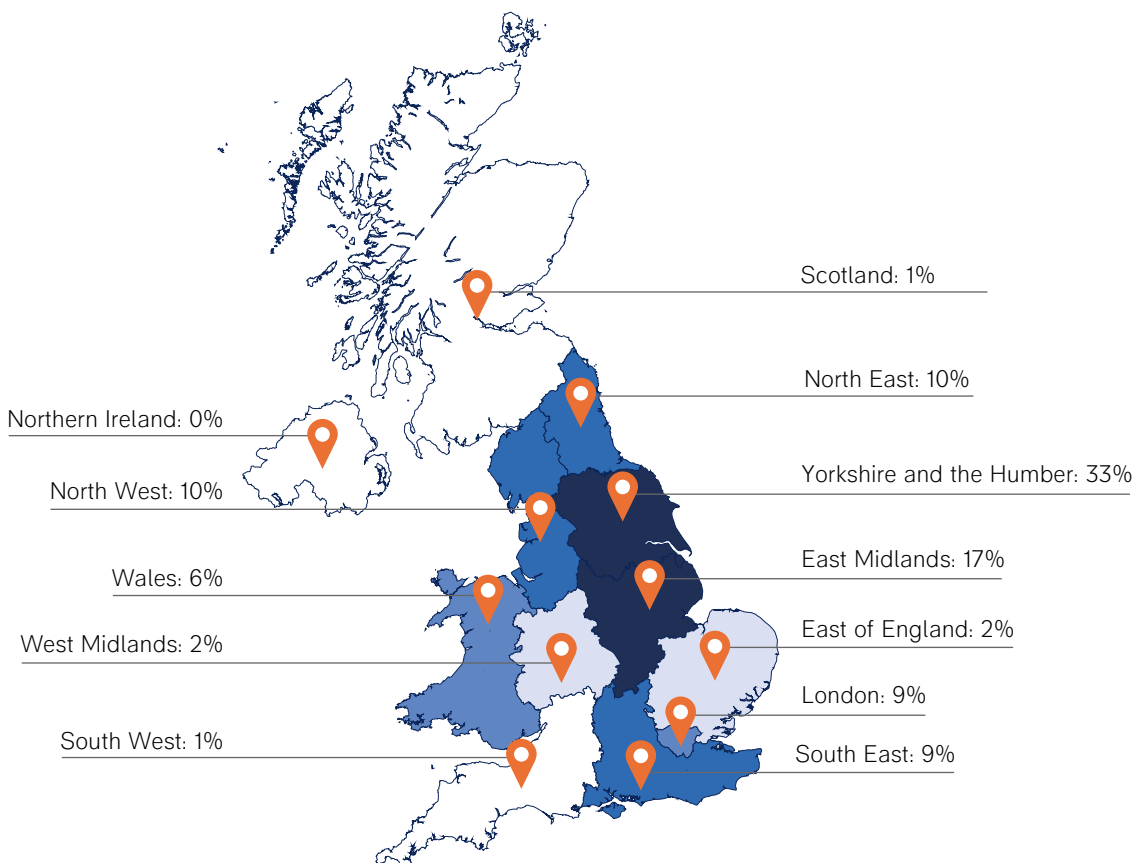 Scotland: 1%
North East: 10%
Northern Ireland: 0%
Yorkshire and the Humber: 33%
North West: 10%
East Midlands: 17%
Wales: 6%
East of England: 2%
West Midlands: 2%
London: 9%
South West: 1%
South East: 9%